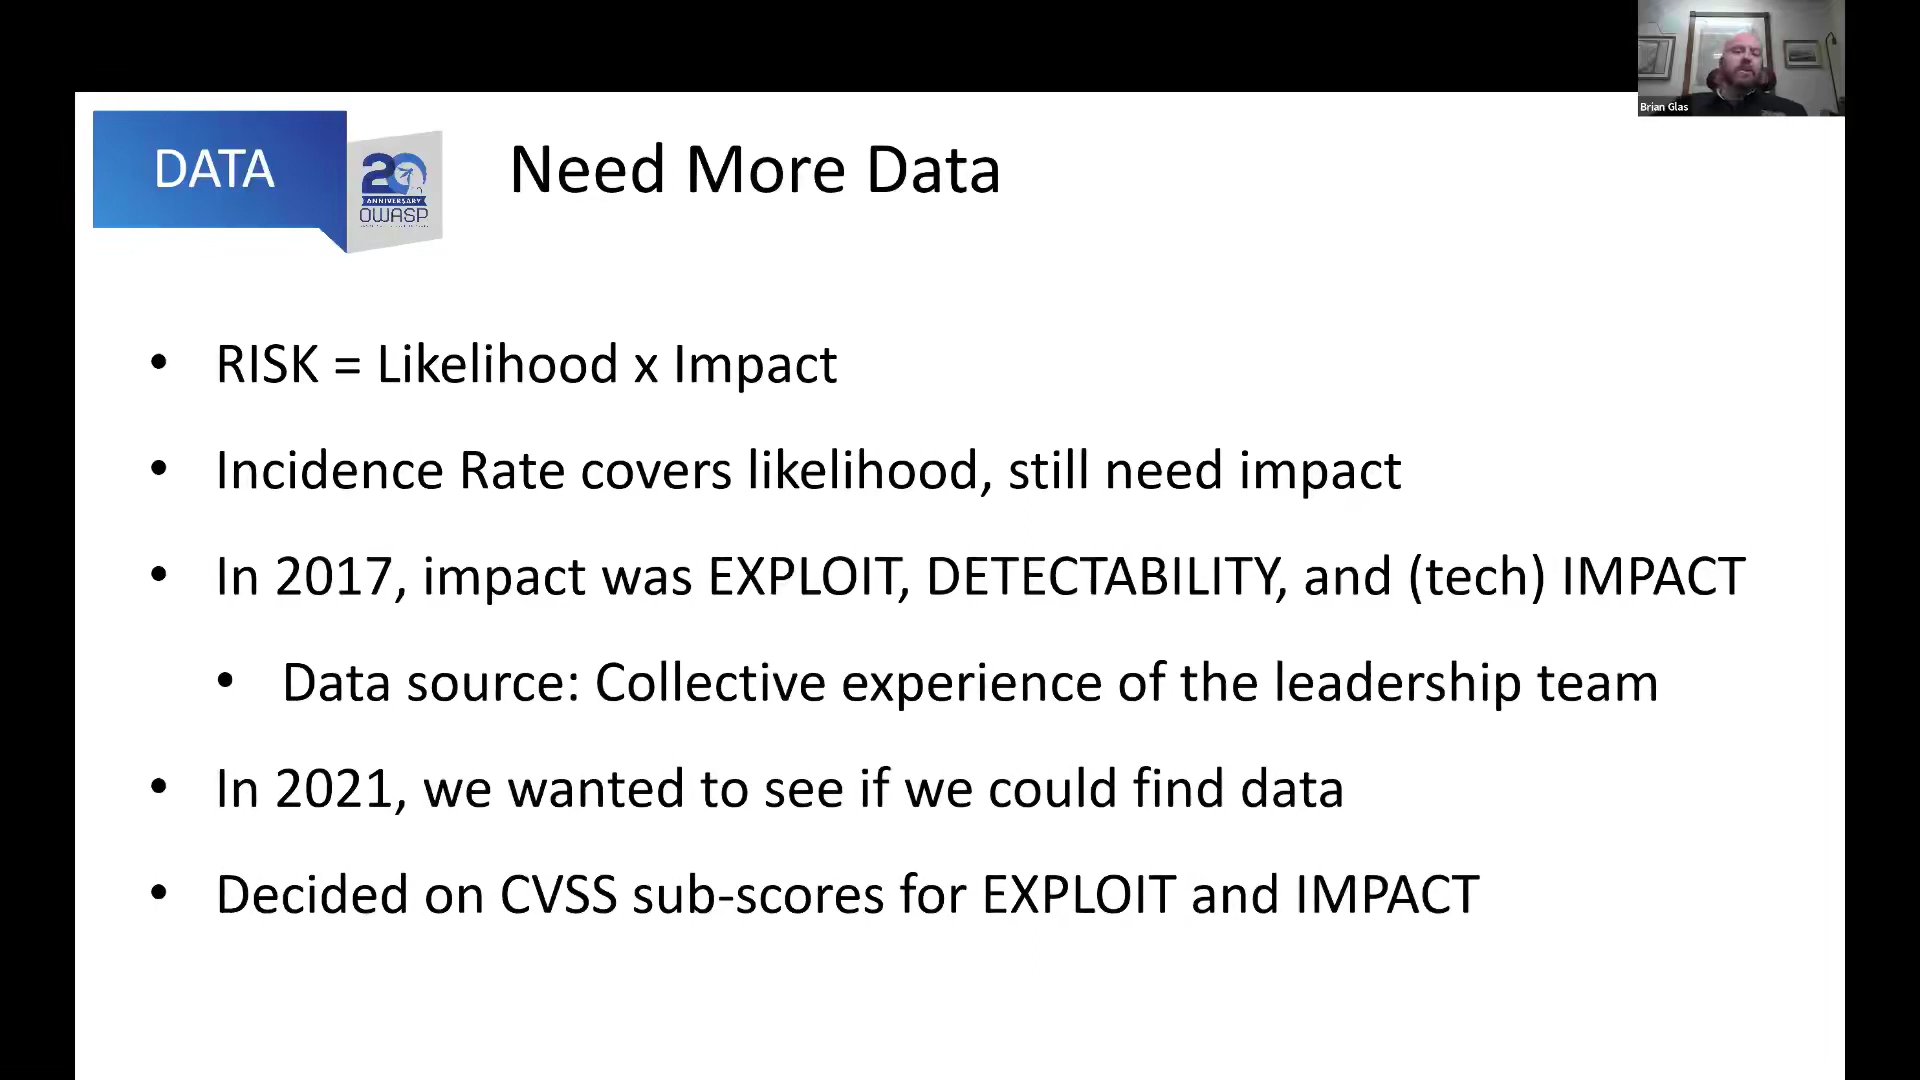 Brian Glas
DATA
20
ANNIVERSARY
OWASP
Need More Data
• RISK = Likelihood x Impact
• Incidence Rate covers likelihood, still need impact
• In 2017, impact was EXPLOIT, DETECTABILITY, and (tech) IMPACT
• Data source: Collective experience of the leadership team
• In 2021, we wanted to see if we could find data
• Decided on CVSS sub-scores for EXPLOIT and IMPACT